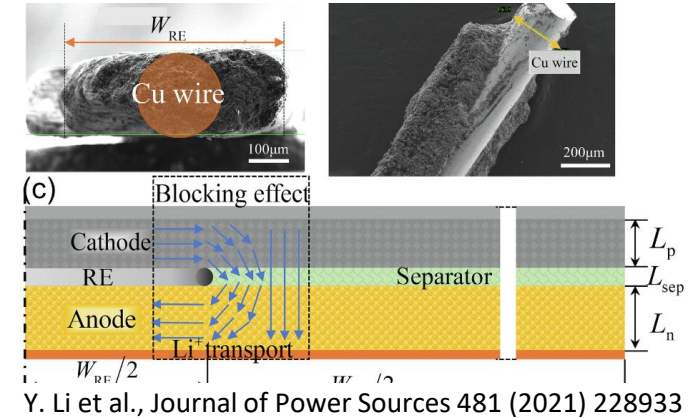 W_RE
Cu wire
100μm
Cu wire
200μm
(c)
Blocking effect
Cathode
RE
Separator
Anode
Li⁺transport
L_p
L_sep
L_n
W_RE/2
/2
Y. Li et al., Journal of Power Sources 481 (2021) 228933